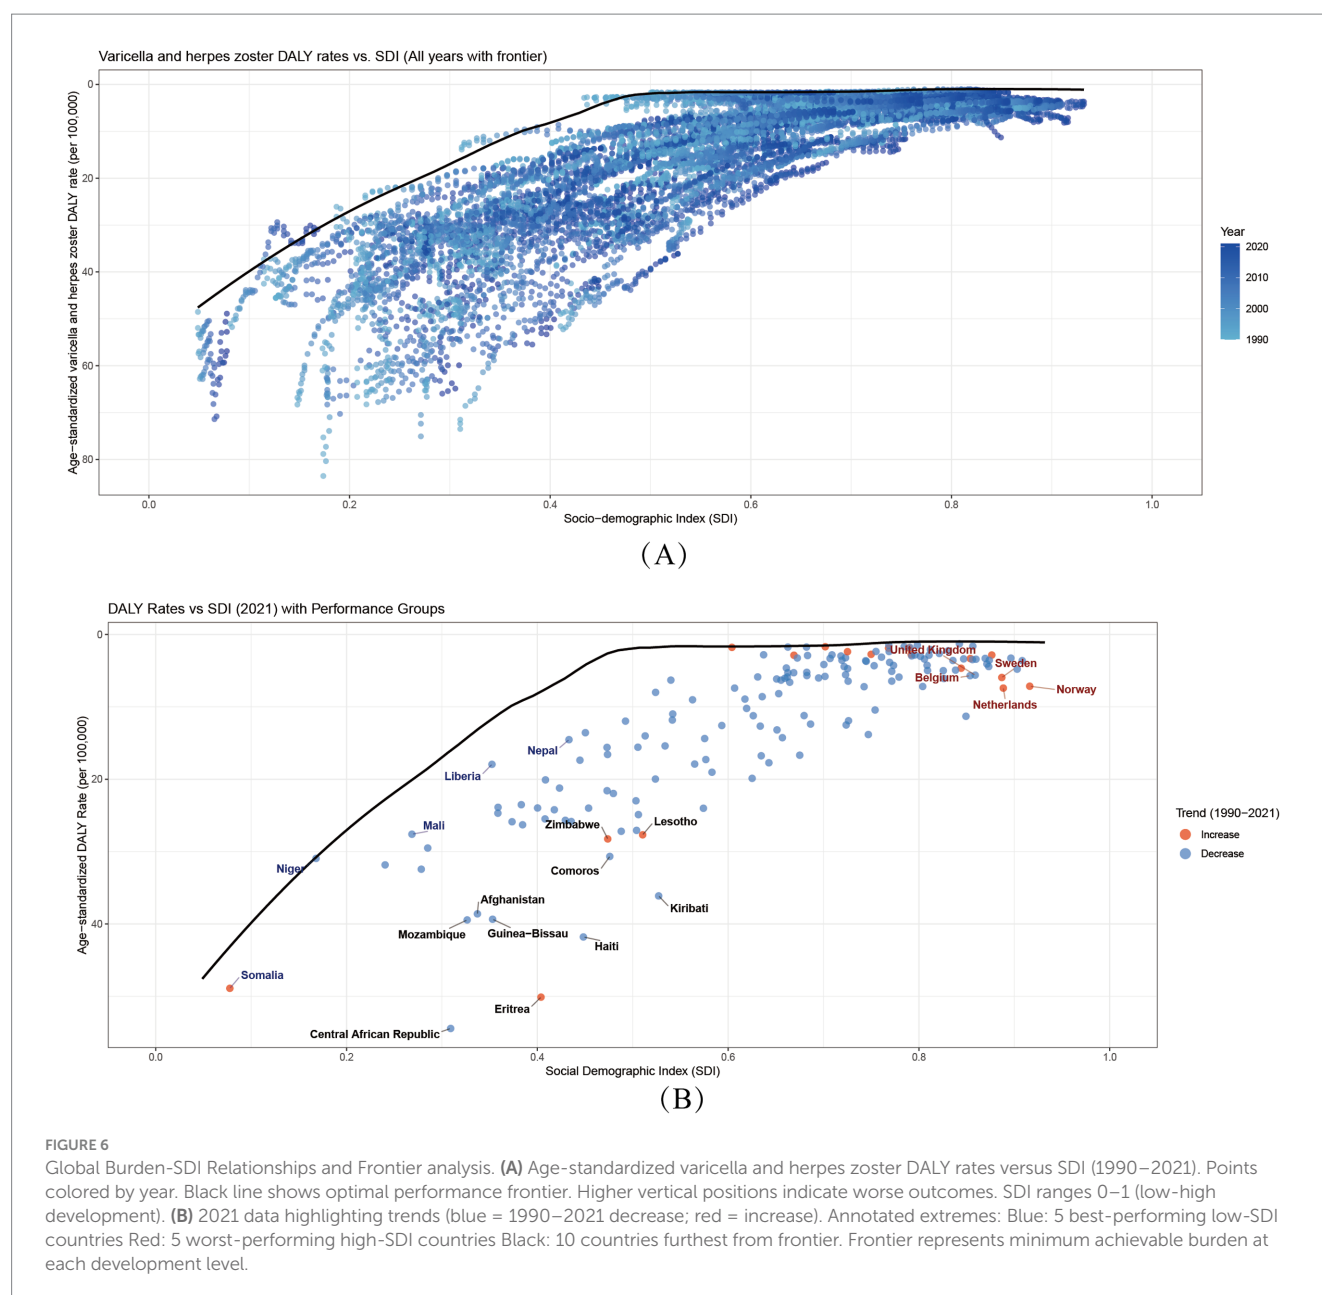 Varicella and herpes zoster DALY rates vs. SDI (All years with frontier)
Age−standardized varicella and herpes zoster DALY rate (per 100,000)
0
20
40
60
80
0.0 0.2 0.4 0.6 0.8 1.0
Socio−demographic Index (SDI)
Year
2020
2010
2000
1990
(A)
DALY Rates vs SDI (2021) with Performance Groups
Age−standardized DALY Rate (per 100,000)
0
20
40
United Kingdom
Sweden
Belgium
Norway
Netherlands
Nepal
Liberia
Mali
Zimbabwe
Lesotho
Niger
Comoros
Afghanistan
Kiribati
Mozambique
Guinea−Bissau
Haiti
Somalia
Eritrea
Central African Republic
0.0 0.2 0.4 0.6 0.8 1.0
Social Demographic Index (SDI)
Trend (1990−2021)
Increase
Decrease
(B)
FIGURE 6
Global Burden-SDI Relationships and Frontier analysis. (A) Age-standardized varicella and herpes zoster DALY rates versus SDI (1990–2021). Points
colored by year. Black line shows optimal performance frontier. Higher vertical positions indicate worse outcomes. SDI ranges 0–1 (low-high
development). (B) 2021 data highlighting trends (blue = 1990–2021 decrease; red = increase). Annotated extremes: Blue: 5 best-performing low-SDI
countries Red: 5 worst-performing high-SDI countries Black: 10 countries furthest from frontier. Frontier represents minimum achievable burden at
each development level.